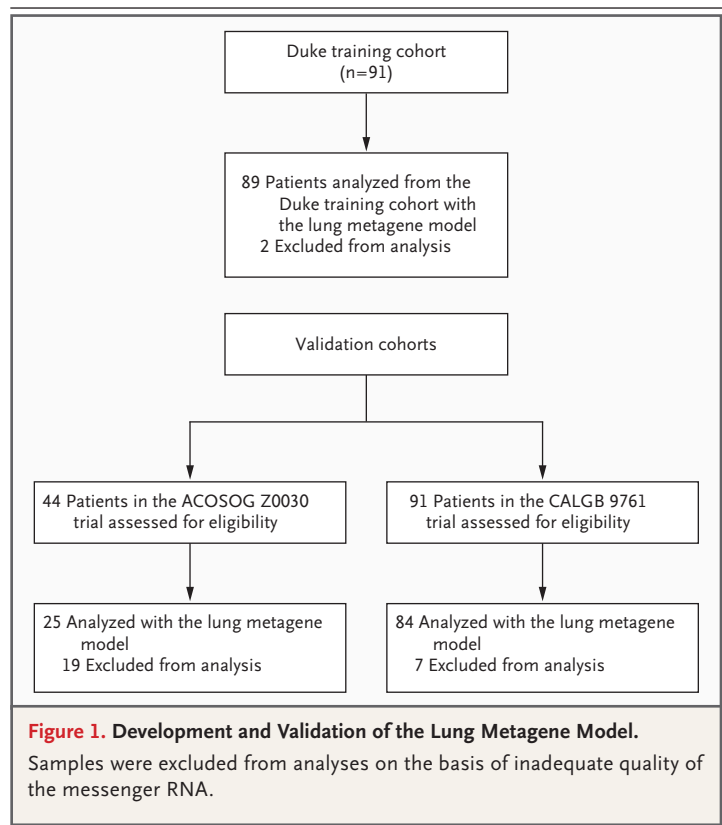 Duke training cohort
(n=91)
89 Patients analyzed from the
Duke training cohort with
the lung metagene model
2 Excluded from analysis
Validation cohorts
44 Patients in the ACOSOG Z0030
trial assessed for eligibility
91 Patients in the CALGB 9761
trial assessed for eligibility
25 Analyzed with the lung metagene
model
19 Excluded from analysis
84 Analyzed with the lung metagene
model
7 Excluded from analysis
Figure 1. Development and Validation of the Lung Metagene Model.
Samples were excluded from analyses on the basis of inadequate quality of
the messenger RNA.